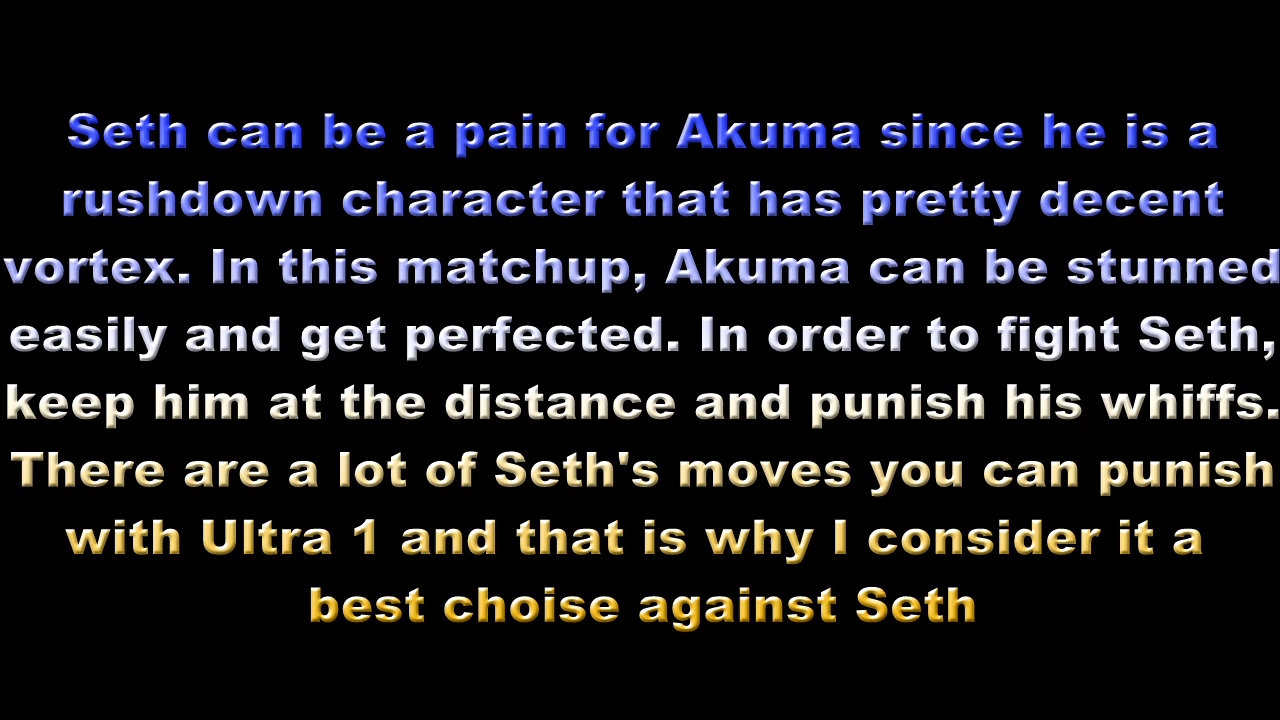 Seth can be a pain for Akuma since he is a
rushdown character that has pretty decent
vortex. In this matchup, Akuma can be stunned
easily and get perfected. In order to fight Seth,
keep him at the distance and punish his whiffs.
There are a lot of Seth's moves you can punish
with Ultra 1 and that is why I consider it a
best choise against Seth